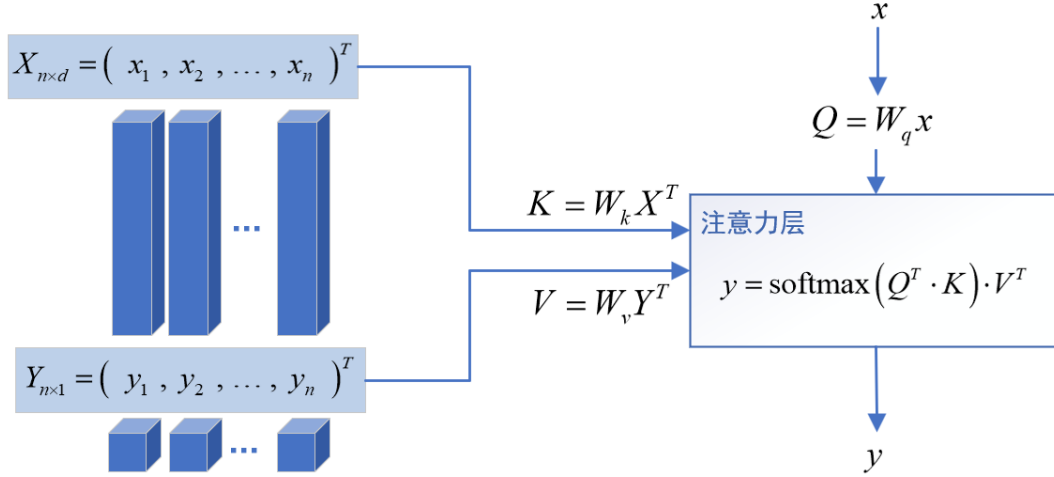 X_{n×d} = ( x_1 , x_2 , ... , x_n )^T
Y_{n×1} = ( y_1 , y_2 , ... , y_n )^T
K = W_k X^T
V = W_v Y^T
x
Q = W_q x
注意力层
y = softmax(Q^T · K) · V^T
y